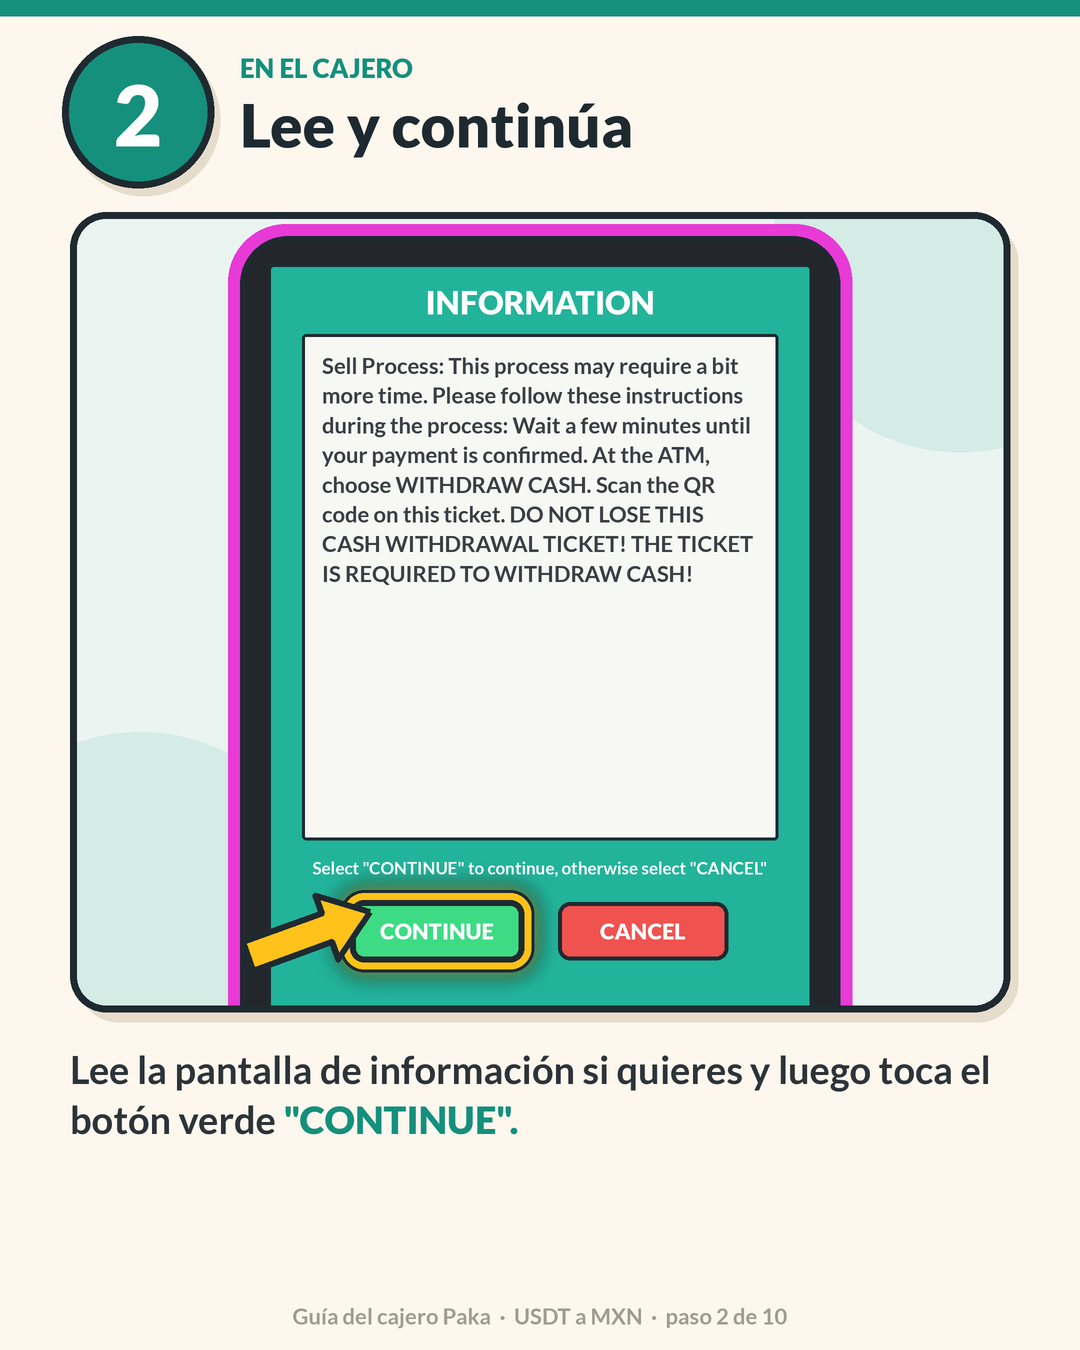 2
EN EL CAJERO
Lee y continúa
INFORMATION
Sell Process: This process may require a bit
more time. Please follow these instructions
during the process: Wait a few minutes until
your payment is confirmed. At the ATM,
choose WITHDRAW CASH. Scan the QR
code on this ticket. DO NOT LOSE THIS
CASH WITHDRAWAL TICKET! THE TICKET
IS REQUIRED TO WITHDRAW CASH!
Select "CONTINUE" to continue, otherwise select "CANCEL"
CONTINUE
CANCEL
Lee la pantalla de información si quieres y luego toca el
botón verde "CONTINUE".
Guía del cajero Paka · USDT a MXN · paso 2 de 10